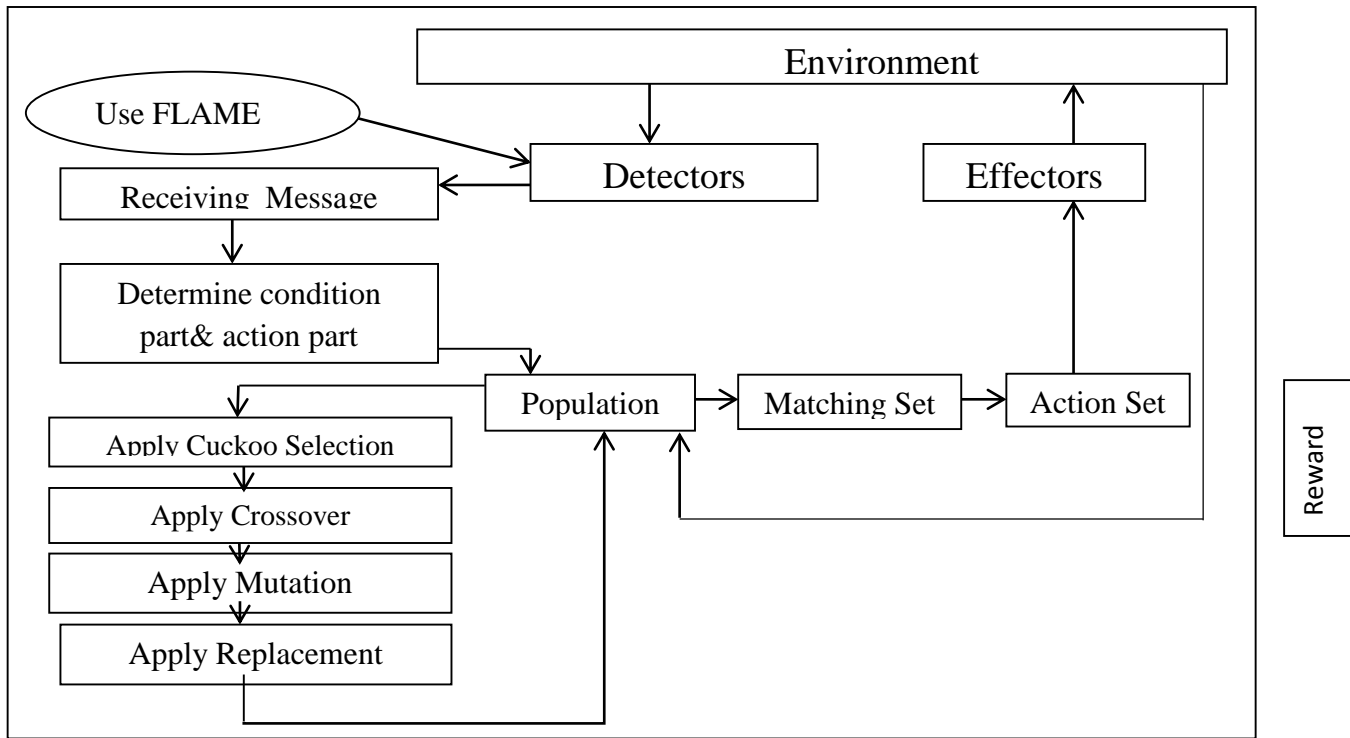 Environment
Use FLAME
Detectors
Effectors
Receiving Message
Determine condition
part& action part
Population
Matching Set
Action Set
Apply Cuckoo Selection
Apply Crossover
Apply Mutation
Apply Replacement
Reward